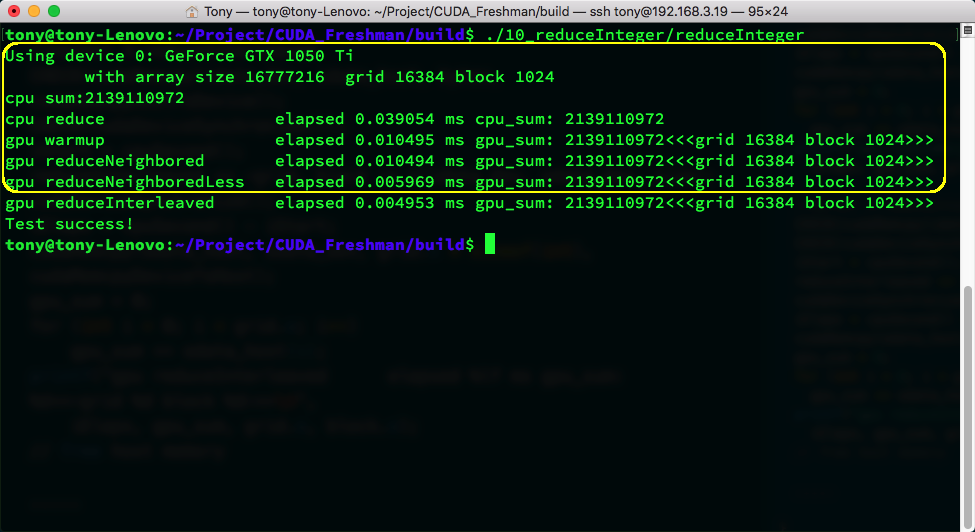 Tony — tony@tony-Lenovo: ~/Project/CUDA_Freshman/build — ssh tony@192.168.3.19 — 95×24
tony@tony-Lenovo:~/Project/CUDA_Freshman/build$ ./10_reduceInteger/reduceInteger
Using device 0: GeForce GTX 1050 Ti
        with array size 16777216  grid 16384 block 1024
cpu sum:2139110972
cpu reduce                 elapsed 0.039054 ms cpu_sum: 2139110972
gpu warmup                 elapsed 0.010495 ms gpu_sum: 2139110972<<<grid 16384 block 1024>>>
gpu reduceNeighbored       elapsed 0.010494 ms gpu_sum: 2139110972<<<grid 16384 block 1024>>>
gpu reduceNeighboredLess   elapsed 0.005969 ms gpu_sum: 2139110972<<<grid 16384 block 1024>>>
gpu reduceInterleaved      elapsed 0.004953 ms gpu_sum: 2139110972<<<grid 16384 block 1024>>>
Test success!
tony@tony-Lenovo:~/Project/CUDA_Freshman/build$